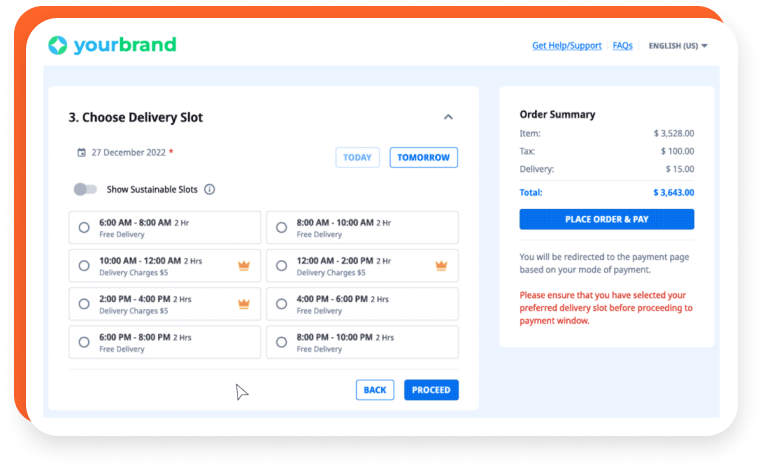 yourbrand
Get Help/Support FAQs ENGLISH (US)
3. Choose Delivery Slot
27 December 2022 *
TODAY TOMORROW
Show Sustainable Slots
6:00 AM - 8:00 AM 2 Hr
Free Delivery
8:00 AM - 10:00 AM 2 Hr
Free Delivery
10:00 AM - 12:00 AM 2 Hrs
Delivery Charges $5
12:00 AM - 2:00 PM 2 Hr
Delivery Charges $5
2:00 PM - 4:00 PM 2 Hrs
Delivery Charges $5
4:00 PM - 6:00 PM 2 Hrs
Free Delivery
6:00 PM - 8:00 PM 2 Hrs
Free Delivery
8:00 PM - 10:00 PM 2 Hrs
Free Delivery
BACK PROCEED
Order Summary
Item: $ 3,528.00
Tax: $ 100.00
Delivery: $ 15.00
Total: $ 3,643.00
PLACE ORDER & PAY
You will be redirected to the payment page
based on your mode of payment.
Please ensure that you have selected your
preferred delivery slot before proceeding to
payment window.